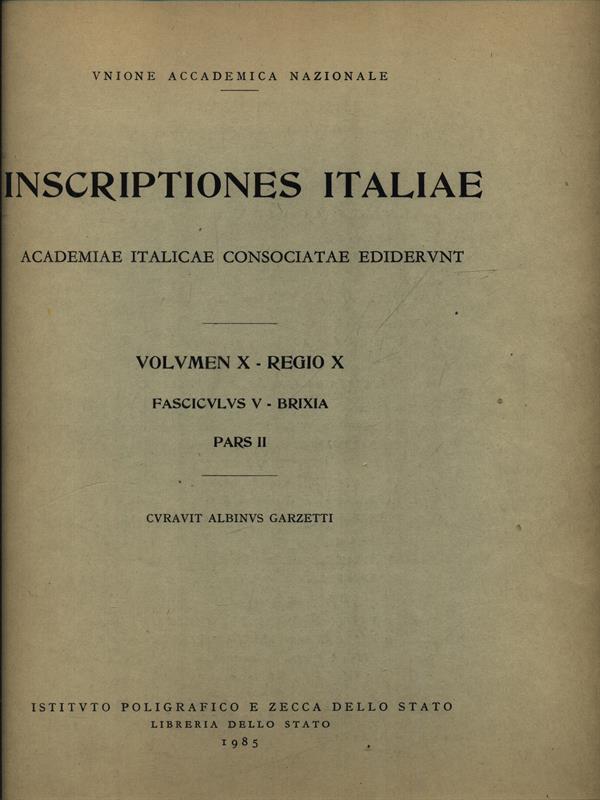 VNIONE ACCADEMICA NAZIONALE
INSCRIPTIONES ITALIAE
ACADEMIAE ITALICAE CONSOCIATAE EDIDERVNT
VOLVMEN X - REGIO X
FASCICVLVS V - BRIXIA
PARS II
CVRAVIT ALBINVS GARZETTI
ISTITVTO POLIGRAFICO E ZECCA DELLO STATO
LIBRERIA DELLO STATO
1985